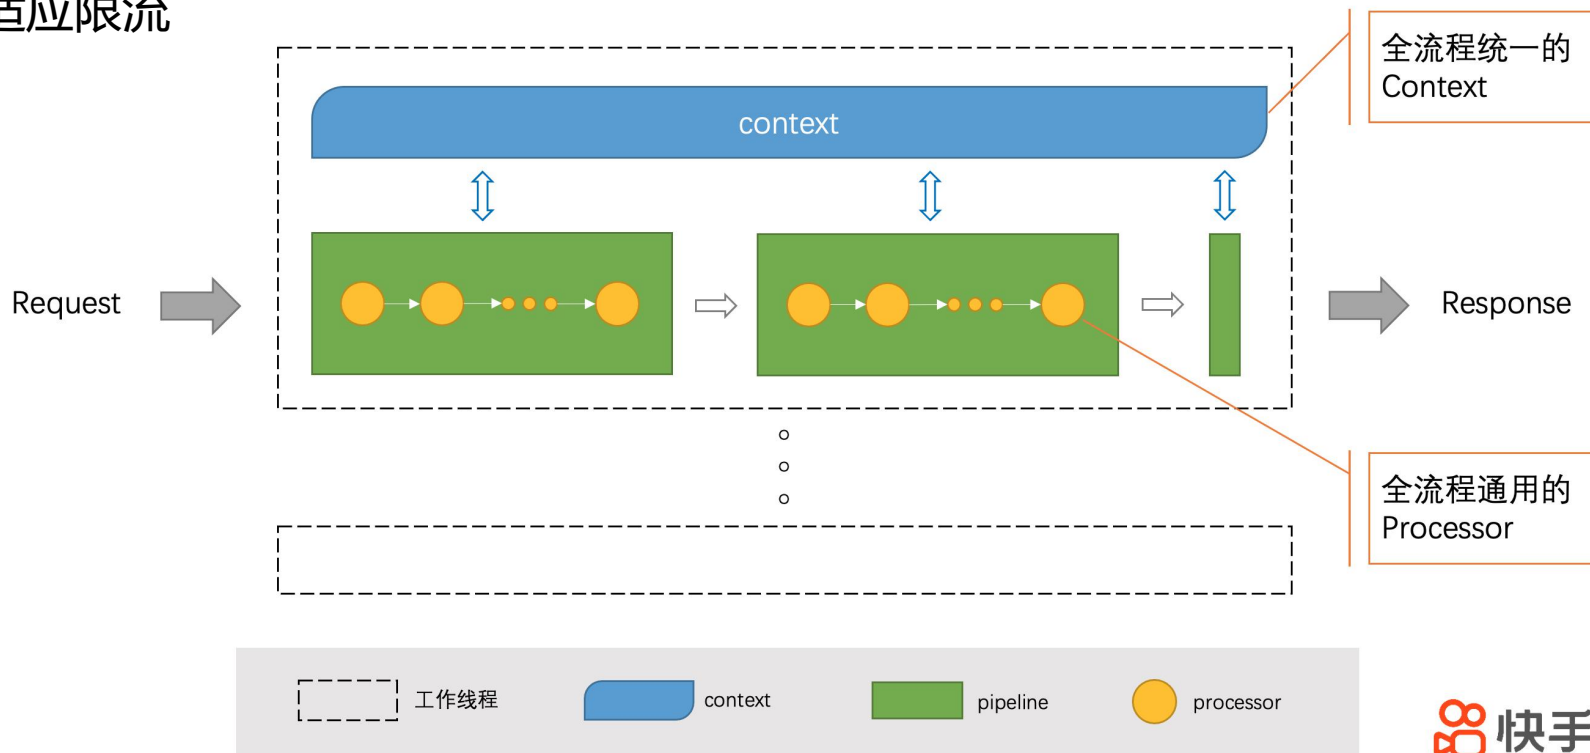 适应限流
全流程统一的
Context
context
Request
Response
全流程通用的
Processor
工作线程
context
pipeline
processor
快手